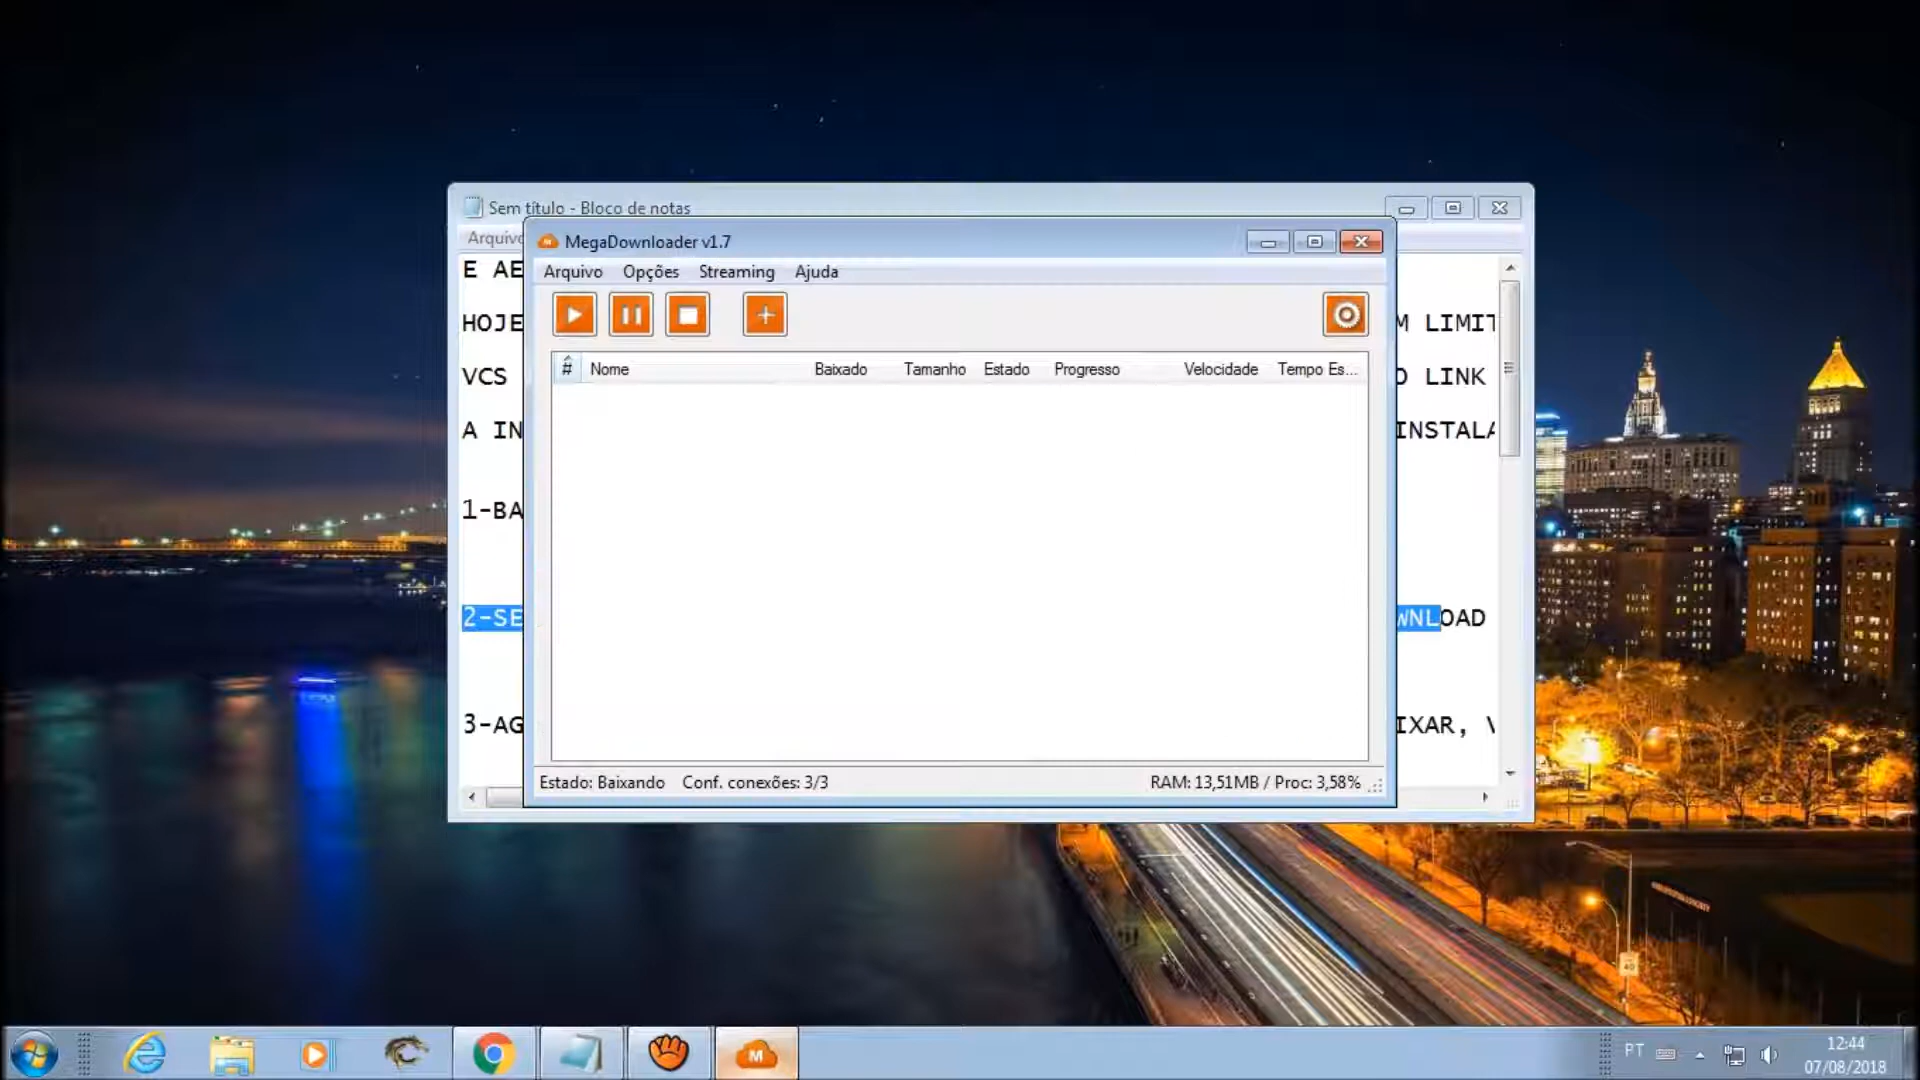 Sem título - Bloco de notas
Arquivo
MegaDownloader v1.7
Arquivo Opções Streaming Ajuda
# Nome Baixado Tamanho Estado Progresso Velocidade Tempo Es...
E AE
HOJE M LIMIT
VCS O LINK
A IN INSTALA
1-BA
2-SE WNLOAD
3-AG IXAR, V
Estado: Baixando Conf. conexões: 3/3 RAM: 13,51MB / Proc: 3,58%
40
M
PT
12:44
07/08/2018